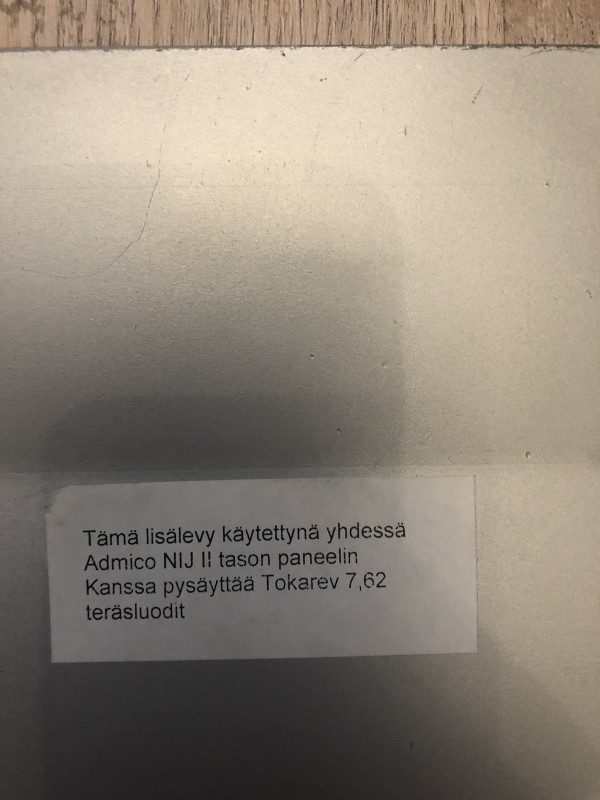 Tämä lisälevy käytettynä yhdessä
Admico NIJ II tason paneelin
Kanssa pysäyttää Tokarev 7,62
teräsluodit